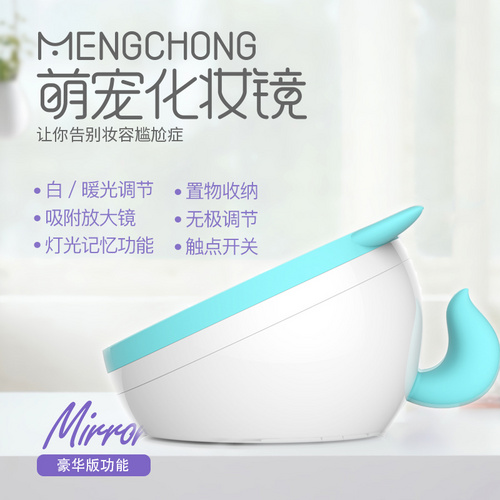 MENGCHONG
萌宠化妆镜
让你告别妆容尴尬症
•白/暖光调节 •置物收纳
•吸附放大镜 •无极调节
•灯光记忆功能 •触点开关
Mirror
豪华版功能